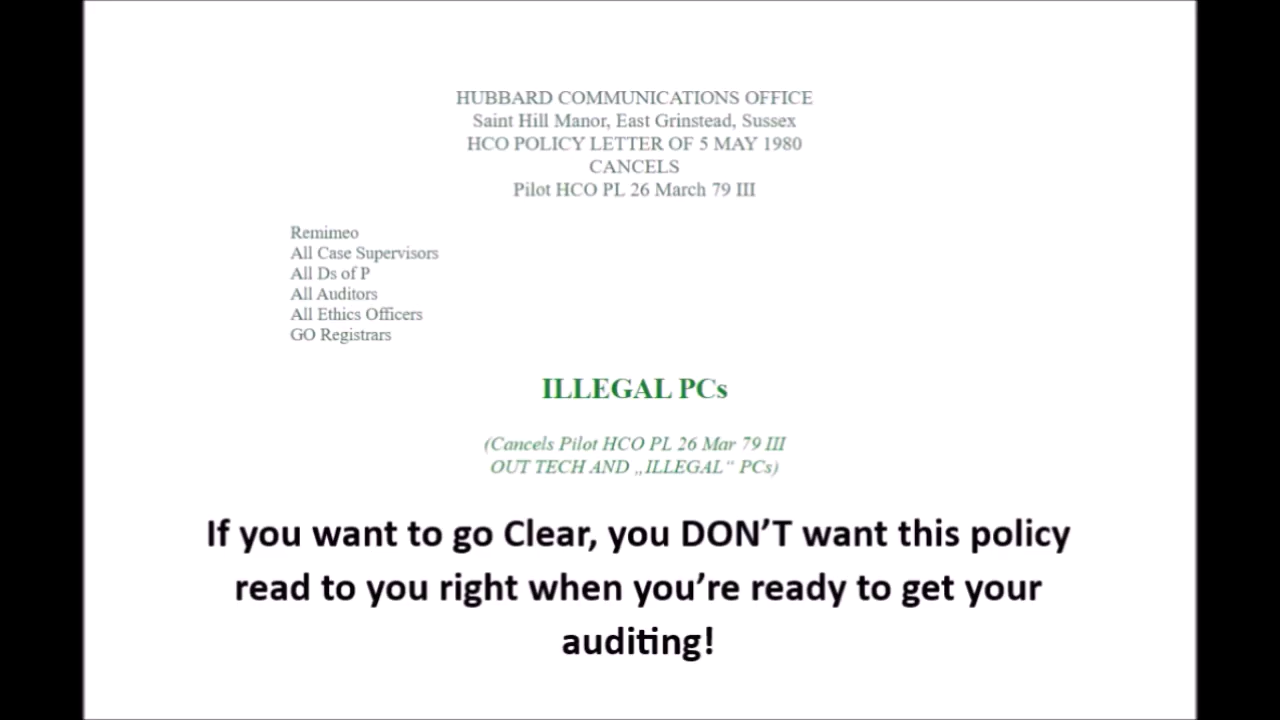 HUBBARD COMMUNICATIONS OFFICE
Saint Hill Manor, East Grinstead, Sussex
HCO POLICY LETTER OF 5 MAY 1980
CANCELS
Pilot HCO PL 26 March 79 III
Remimeo
All Case Supervisors
All Ds of P
All Auditors
All Ethics Officers
GO Registrars
ILLEGAL PCs
(Cancels Pilot HCO PL 26 Mar 79 III
OUT TECH AND „ILLEGAL“ PCs)
If you want to go Clear, you DON’T want this policy
read to you right when you’re ready to get your
auditing!